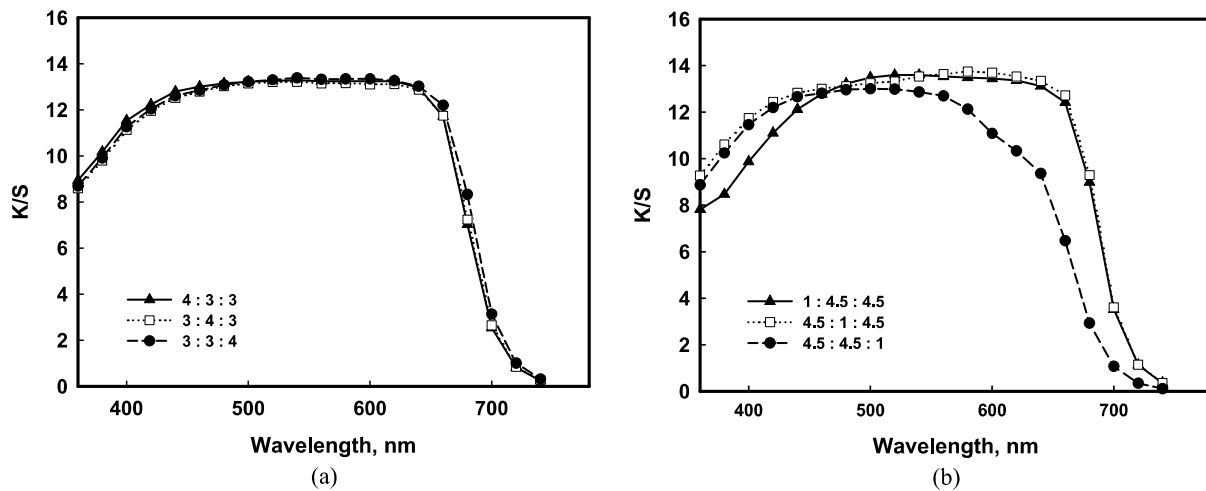 16
14
12
10
8
6
4
2
0
K/S
4 : 3 : 3
3 : 4 : 3
3 : 3 : 4
400 500 600 700
Wavelength, nm
(a)
16
14
12
10
8
6
4
2
0
K/S
1 : 4.5 : 4.5
4.5 : 1 : 4.5
4.5 : 4.5 : 1
400 500 600 700
Wavelength, nm
(b)